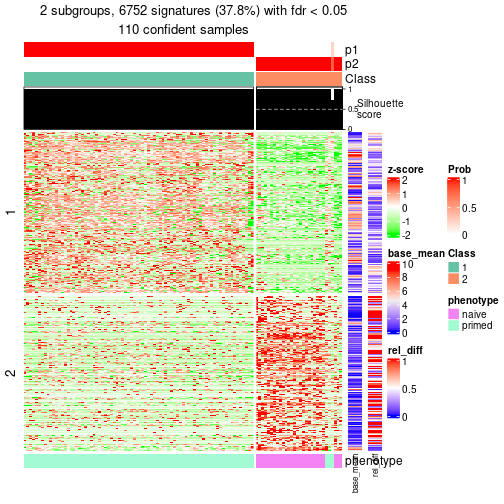 2 subgroups, 6752 signatures (37.8%) with fdr < 0.05
110 confident samples
p1
p2
Class
1
0.5
0
Silhouette
score
1
2
z-score
2
1
0
-1
-2
Prob
1
0.5
0
base_mean
10
8
6
4
2
0
Class
1
2
phenotype
naive
primed
rel_diff
1
0.5
0
phenotype